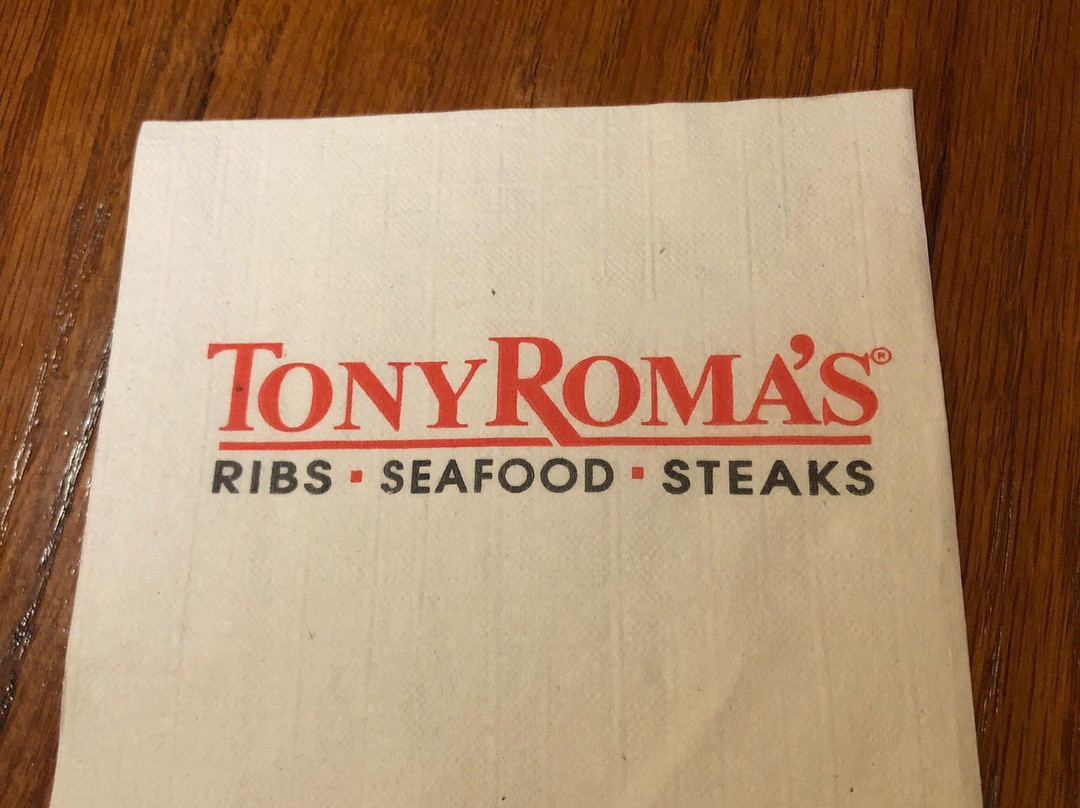 TONY ROMA'S®
RIBS ▪ SEAFOOD ▪ STEAKS